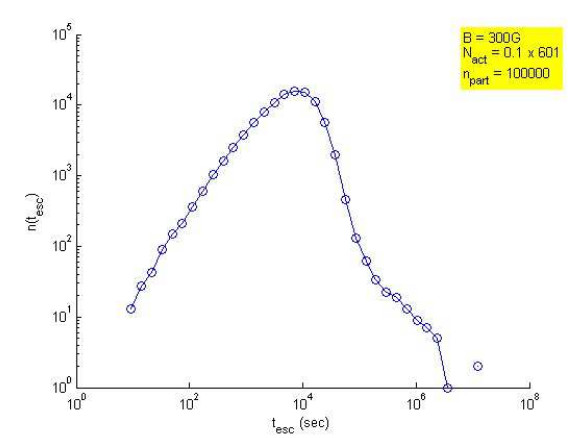 B = 300G
N_act = 0.1 x 601
n_part = 100000
10^5
10^4
10^3
10^2
10^1
10^0
n(t_esc)
10^0 10^2 10^4 10^6 10^8
t_esc (sec)